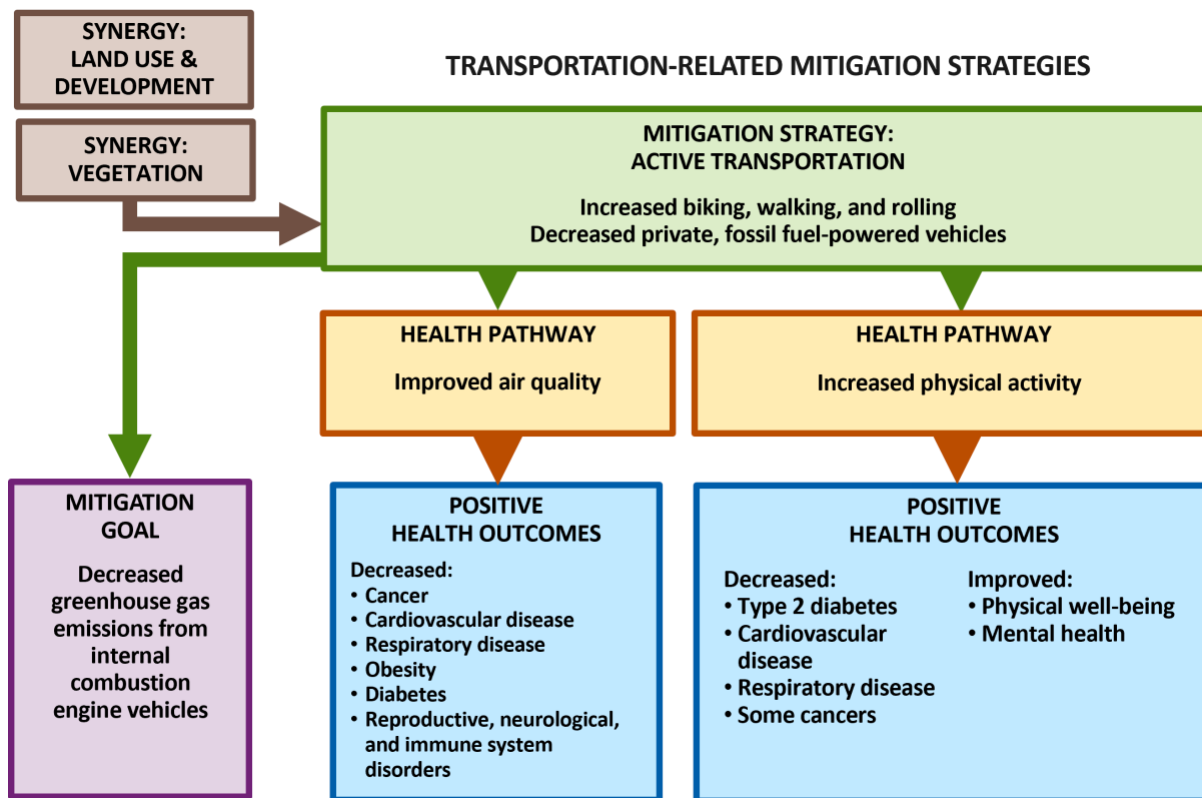 SYNERGY:
LAND USE &
DEVELOPMENT
SYNERGY:
VEGETATION
TRANSPORTATION-RELATED MITIGATION STRATEGIES
MITIGATION STRATEGY:
ACTIVE TRANSPORTATION
Increased biking, walking, and rolling
Decreased private, fossil fuel-powered vehicles
HEALTH PATHWAY
Improved air quality
HEALTH PATHWAY
Increased physical activity
MITIGATION
GOAL
Decreased
greenhouse gas
emissions from
internal
combustion
engine vehicles
POSITIVE
HEALTH OUTCOMES
Decreased:
• Cancer
• Cardiovascular disease
• Respiratory disease
• Obesity
• Diabetes
• Reproductive, neurological,
and immune system
disorders
POSITIVE
HEALTH OUTCOMES
Decreased:
• Type 2 diabetes
• Cardiovascular
disease
• Respiratory disease
• Some cancers
Improved:
• Physical well-being
• Mental health